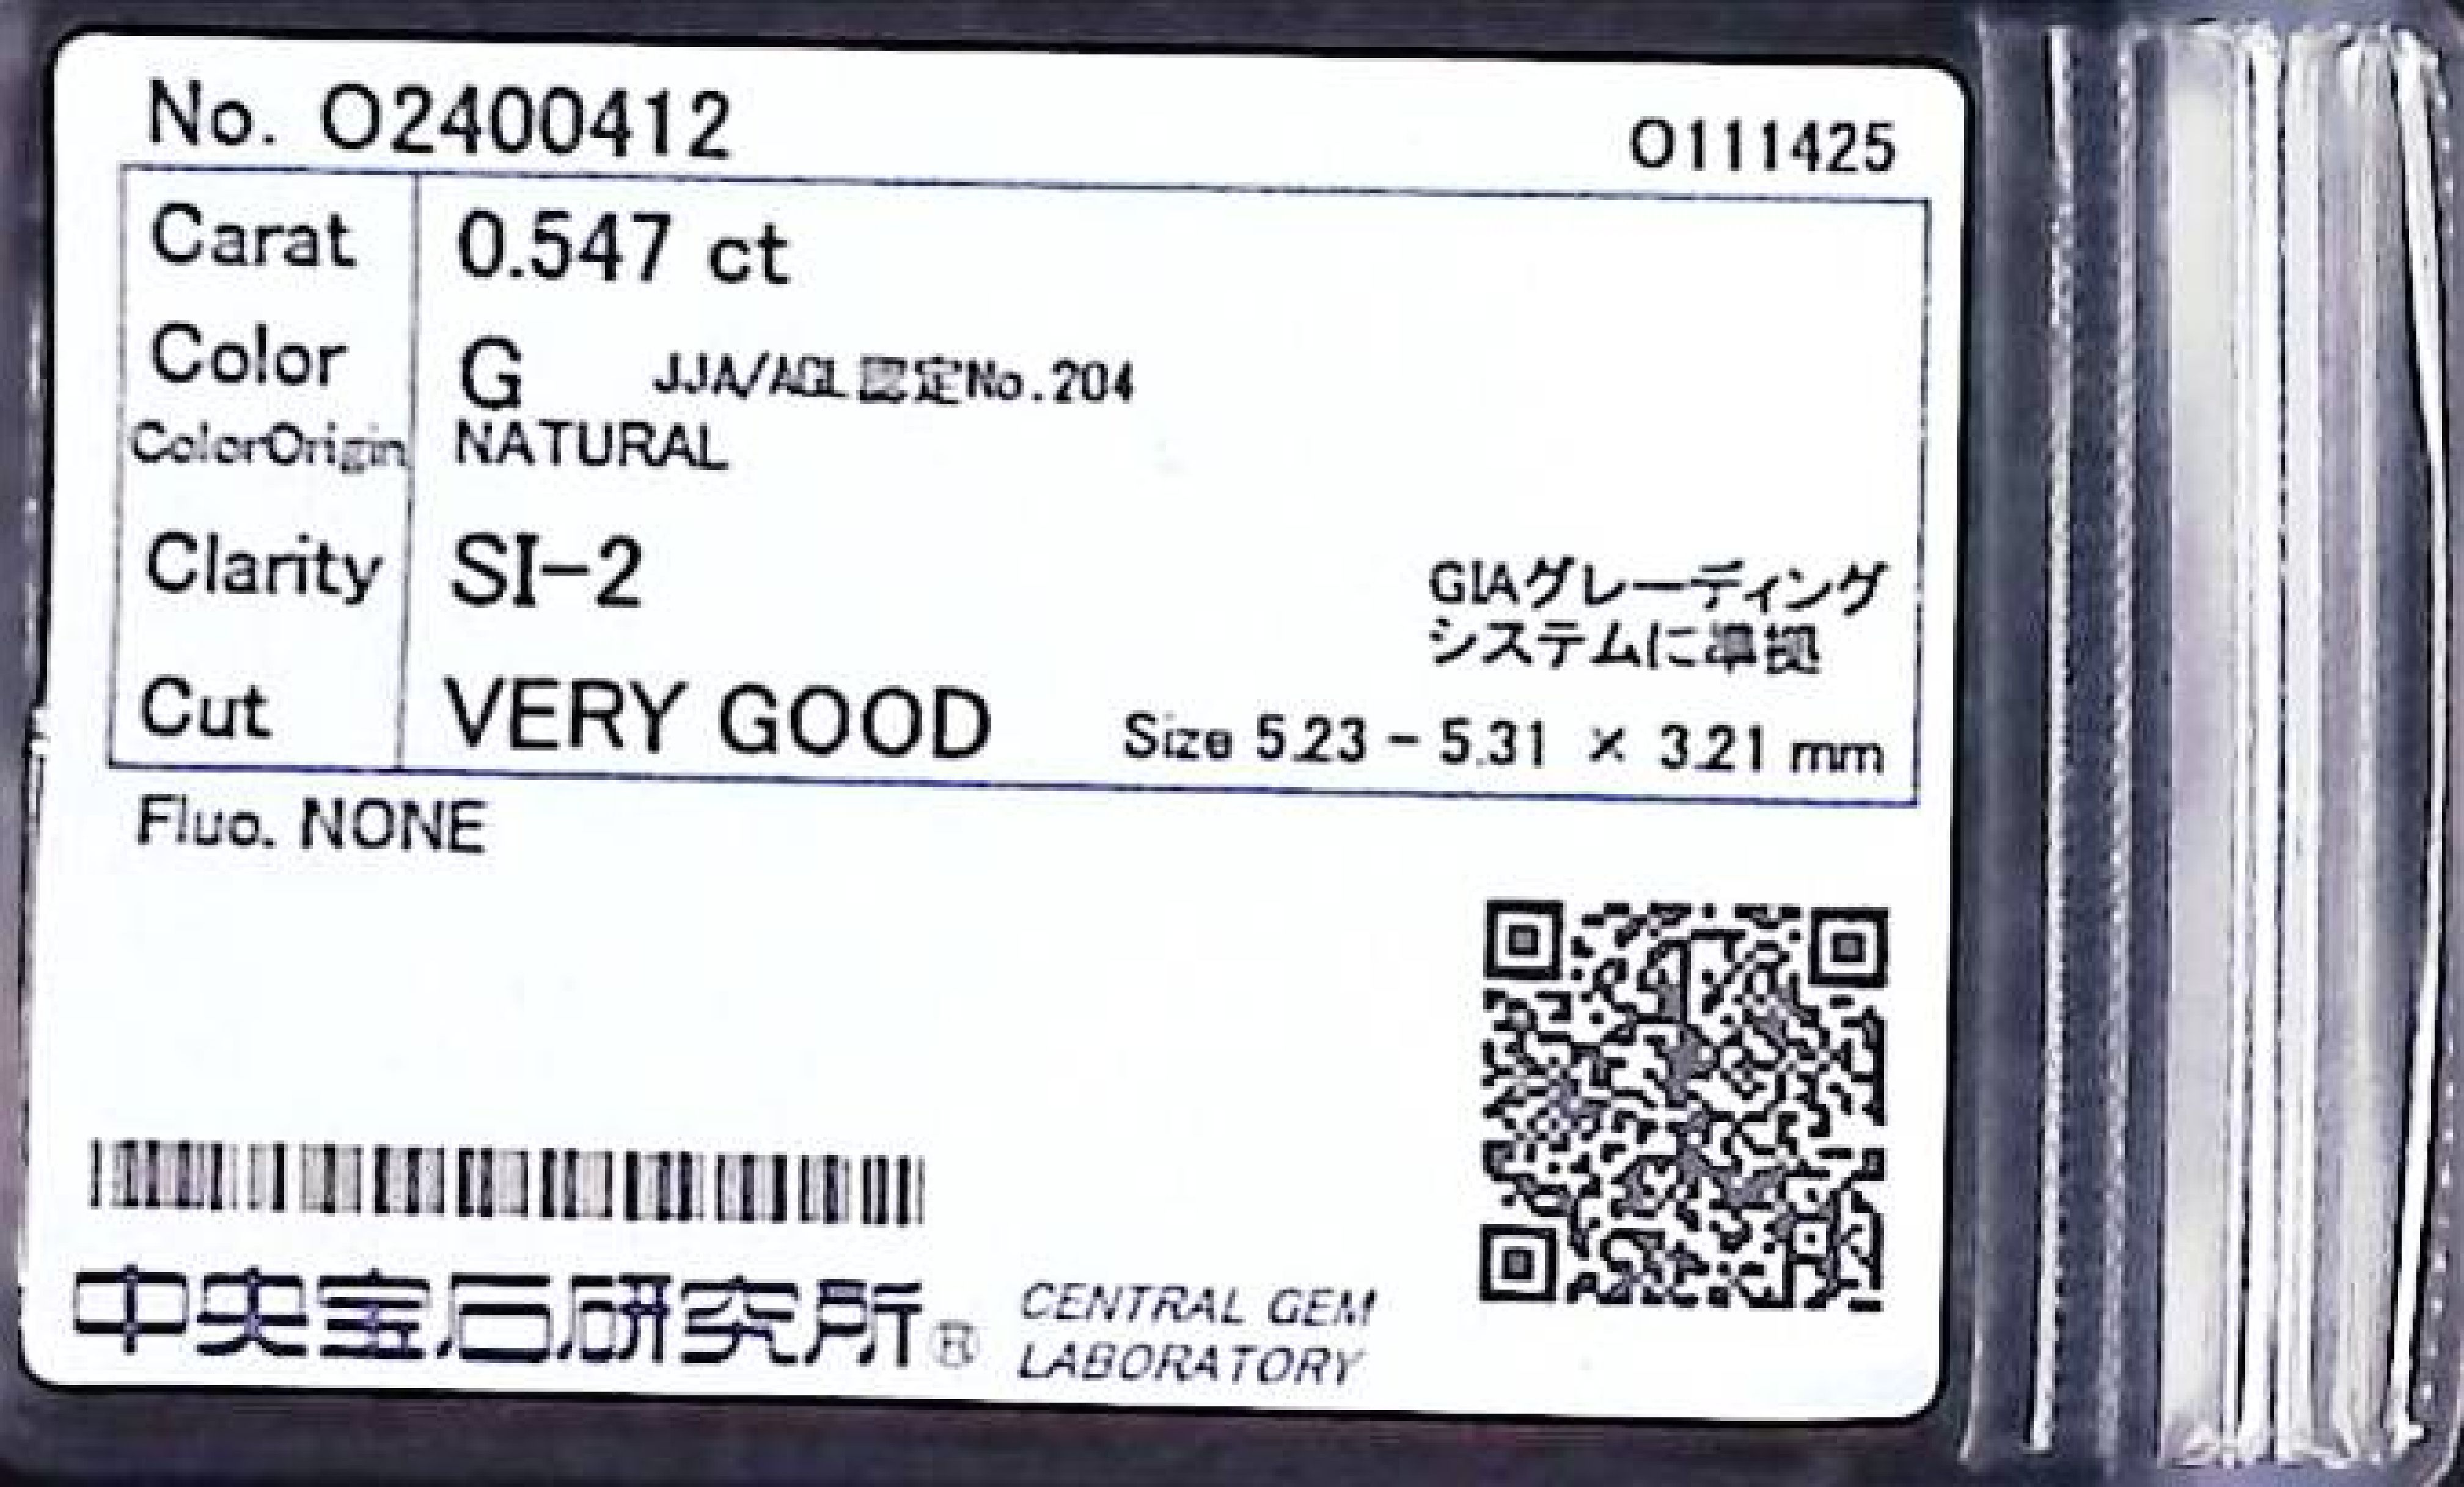 No. O2400412
O111425
Carat 0.547 ct
Color G JJA/AGL認定No.204
ColorOrigin NATURAL
Clarity SI-2
GIAグレーディング
システムに準拠
Cut VERY GOOD Size 5.23 - 5.31 × 3.21 mm
Fluo. NONE
中央宝石研究所® CENTRAL GEM
LABORATORY